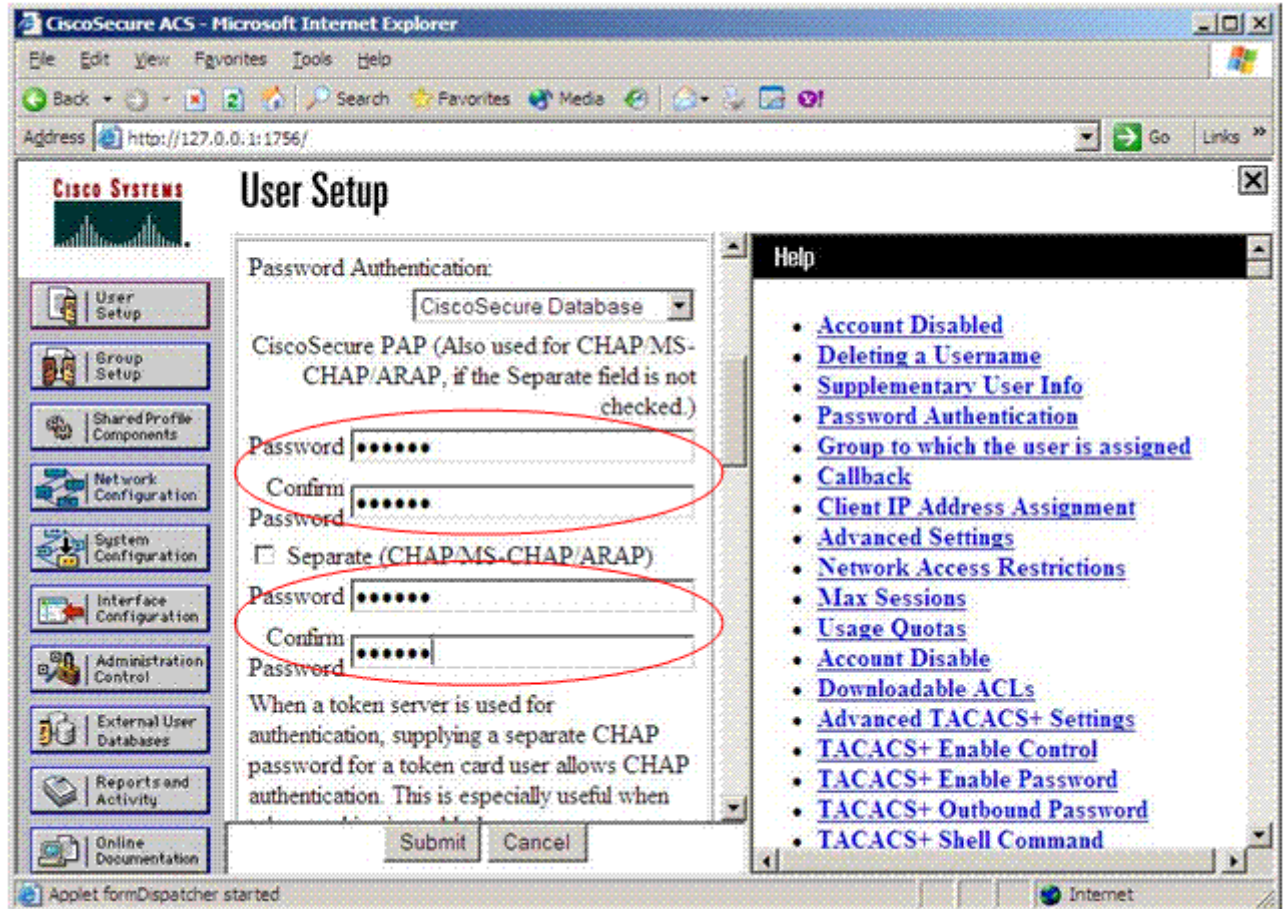 CiscoSecure ACS - Microsoft Internet Explorer
File Edit View Favorites Tools Help
Back Search Favorites Media
Address http://127.0.0.1:1756/ Go Links »
CISCO SYSTEMS
User Setup
User Setup
Group Setup
Shared Profile Components
Network Configuration
System Configuration
Interface Configuration
Administration Control
External User Databases
Reports and Activity
Online Documentation
Password Authentication:
CiscoSecure Database
CiscoSecure PAP (Also used for CHAP/MS-
CHAP/ARAP, if the Separate field is not
checked.)
Password ••••••
Confirm
Password ••••••
Separate (CHAP/MS-CHAP/ARAP)
Password ••••••
Confirm
Password ••••••
When a token server is used for
authentication, supplying a separate CHAP
password for a token card user allows CHAP
authentication. This is especially useful when
Submit Cancel
Help
Account Disabled
Deleting a Username
Supplementary User Info
Password Authentication
Group to which the user is assigned
Callback
Client IP Address Assignment
Advanced Settings
Network Access Restrictions
Max Sessions
Usage Quotas
Account Disable
Downloadable ACLs
Advanced TACACS+ Settings
TACACS+ Enable Control
TACACS+ Enable Password
TACACS+ Outbound Password
TACACS+ Shell Command
Applet formDispatcher started Internet